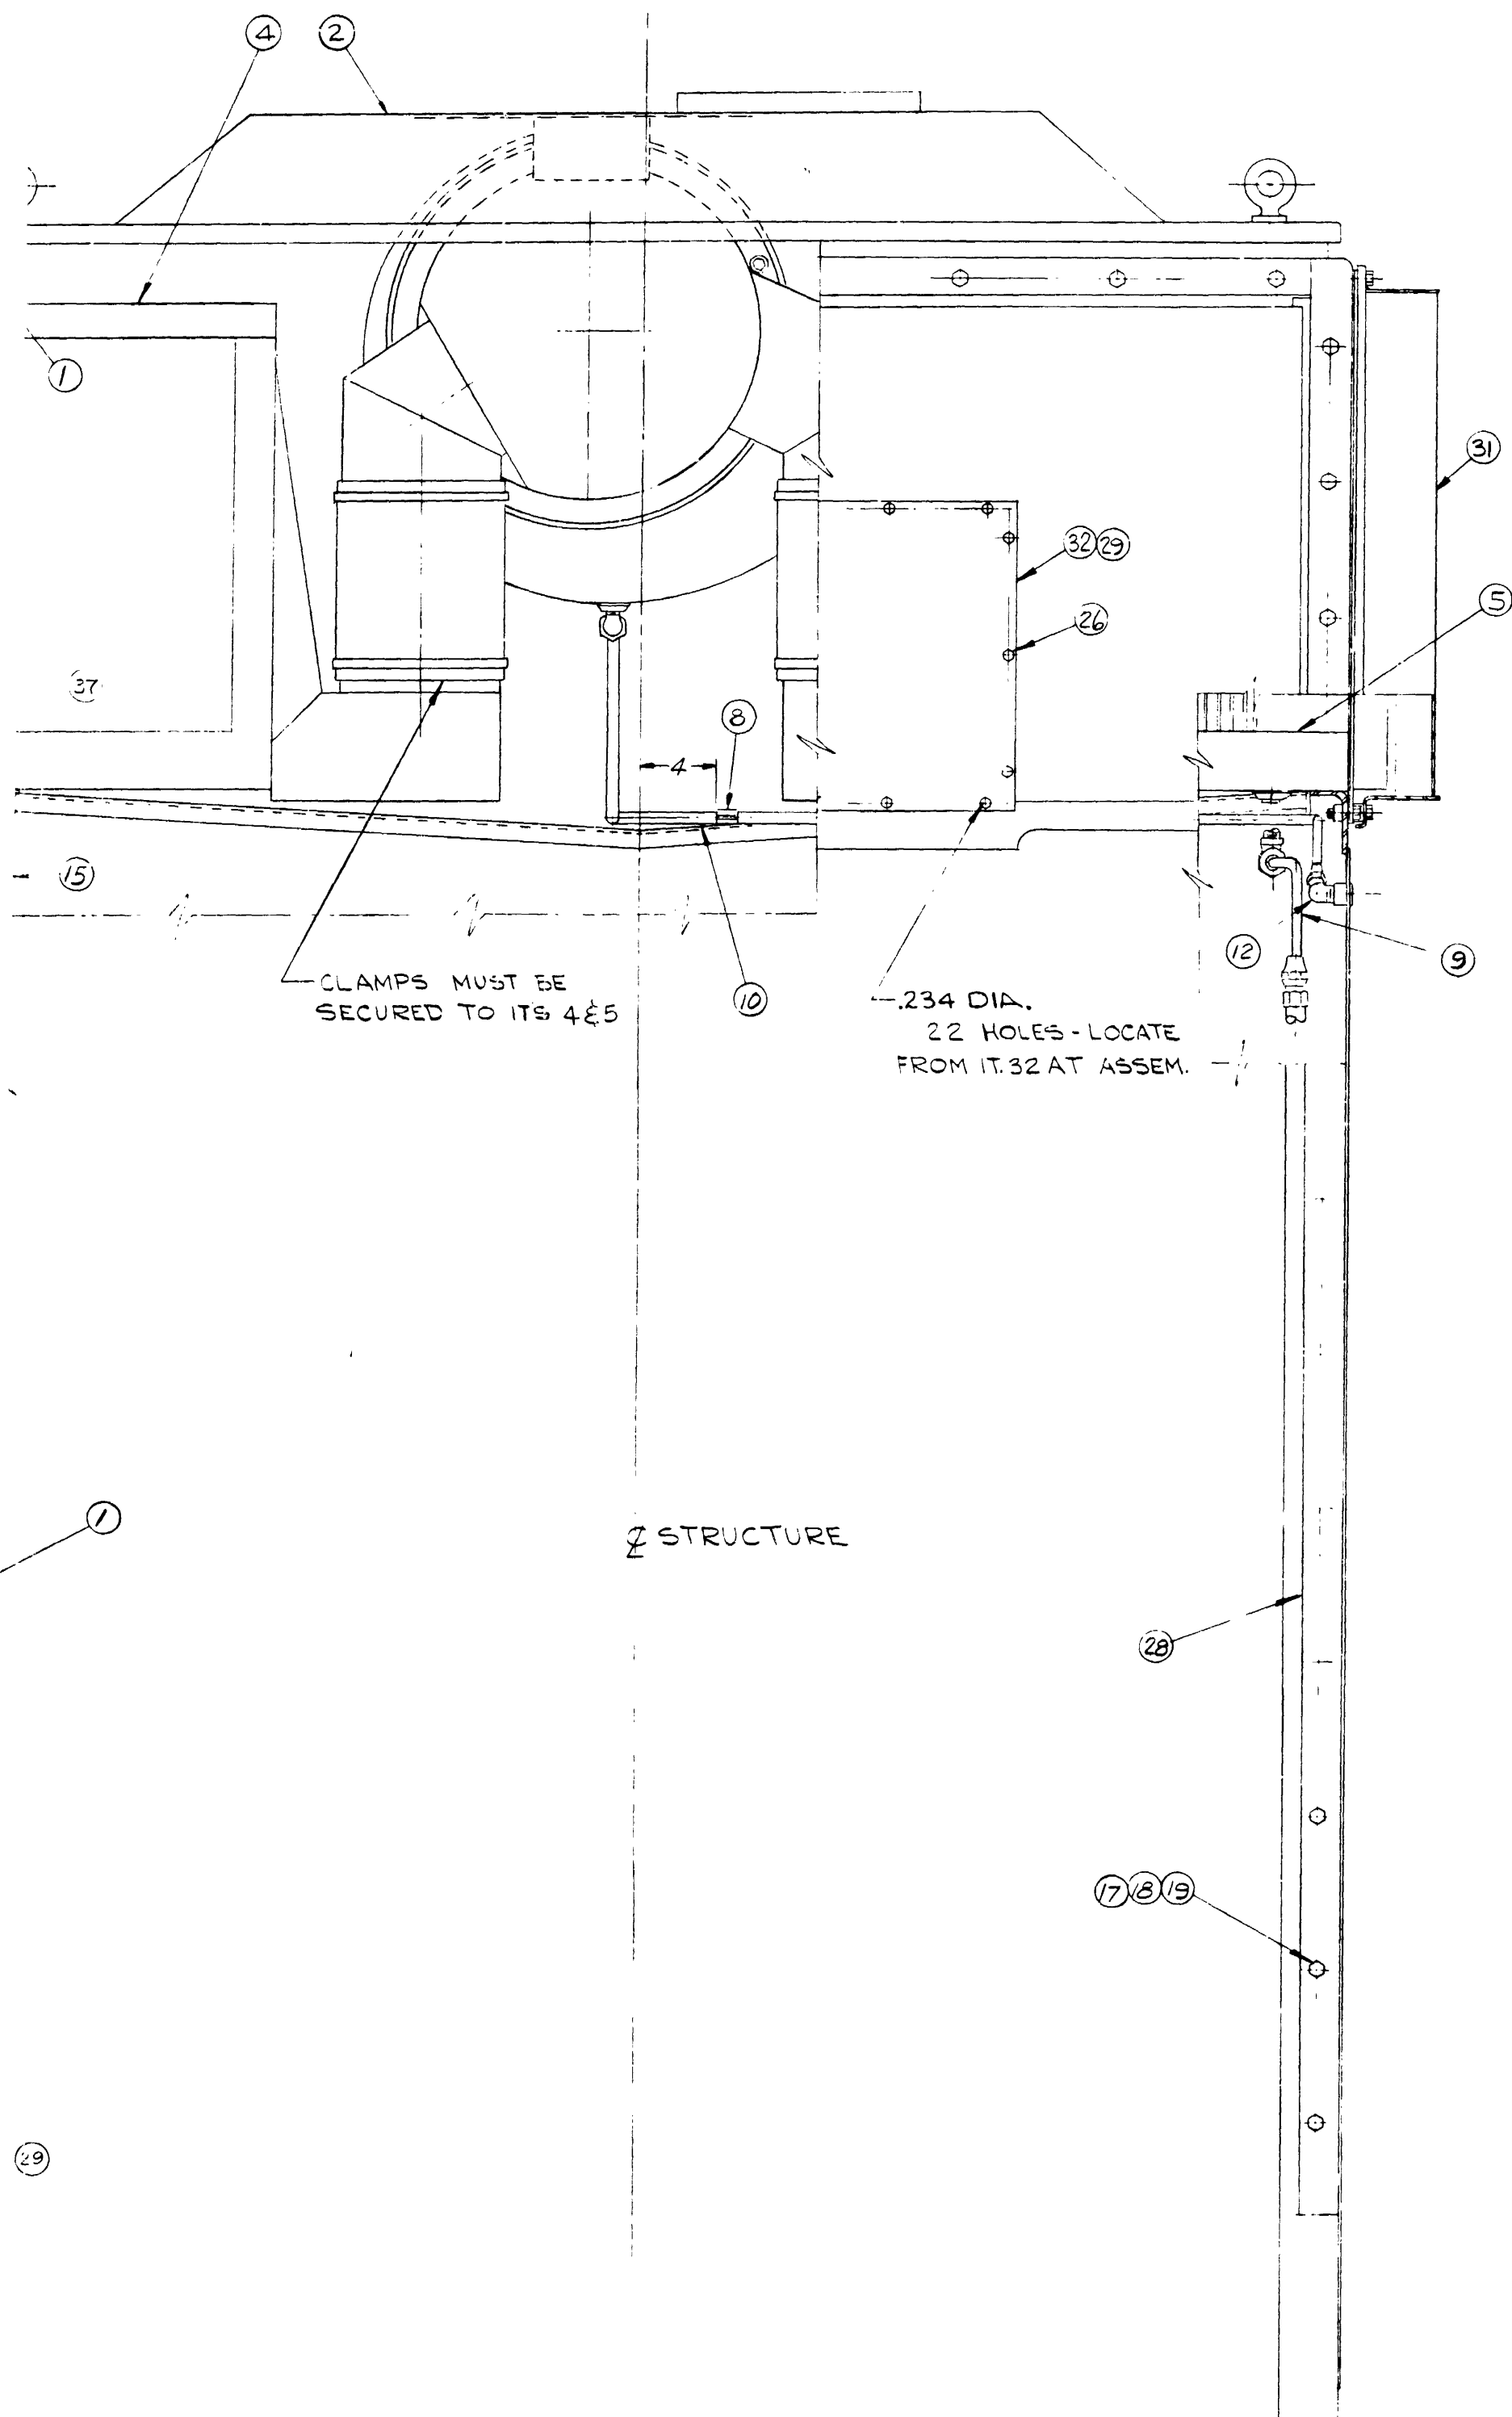 4 2
1
31
32 29
5
26
37
8
4
15
12
9
CLAMPS MUST BE
SECURED TO ITS 4&5
10
.234 DIA.
22 HOLES - LOCATE
FROM IT. 32 AT ASSEM.
1
℄ STRUCTURE
28
17 18 19
29